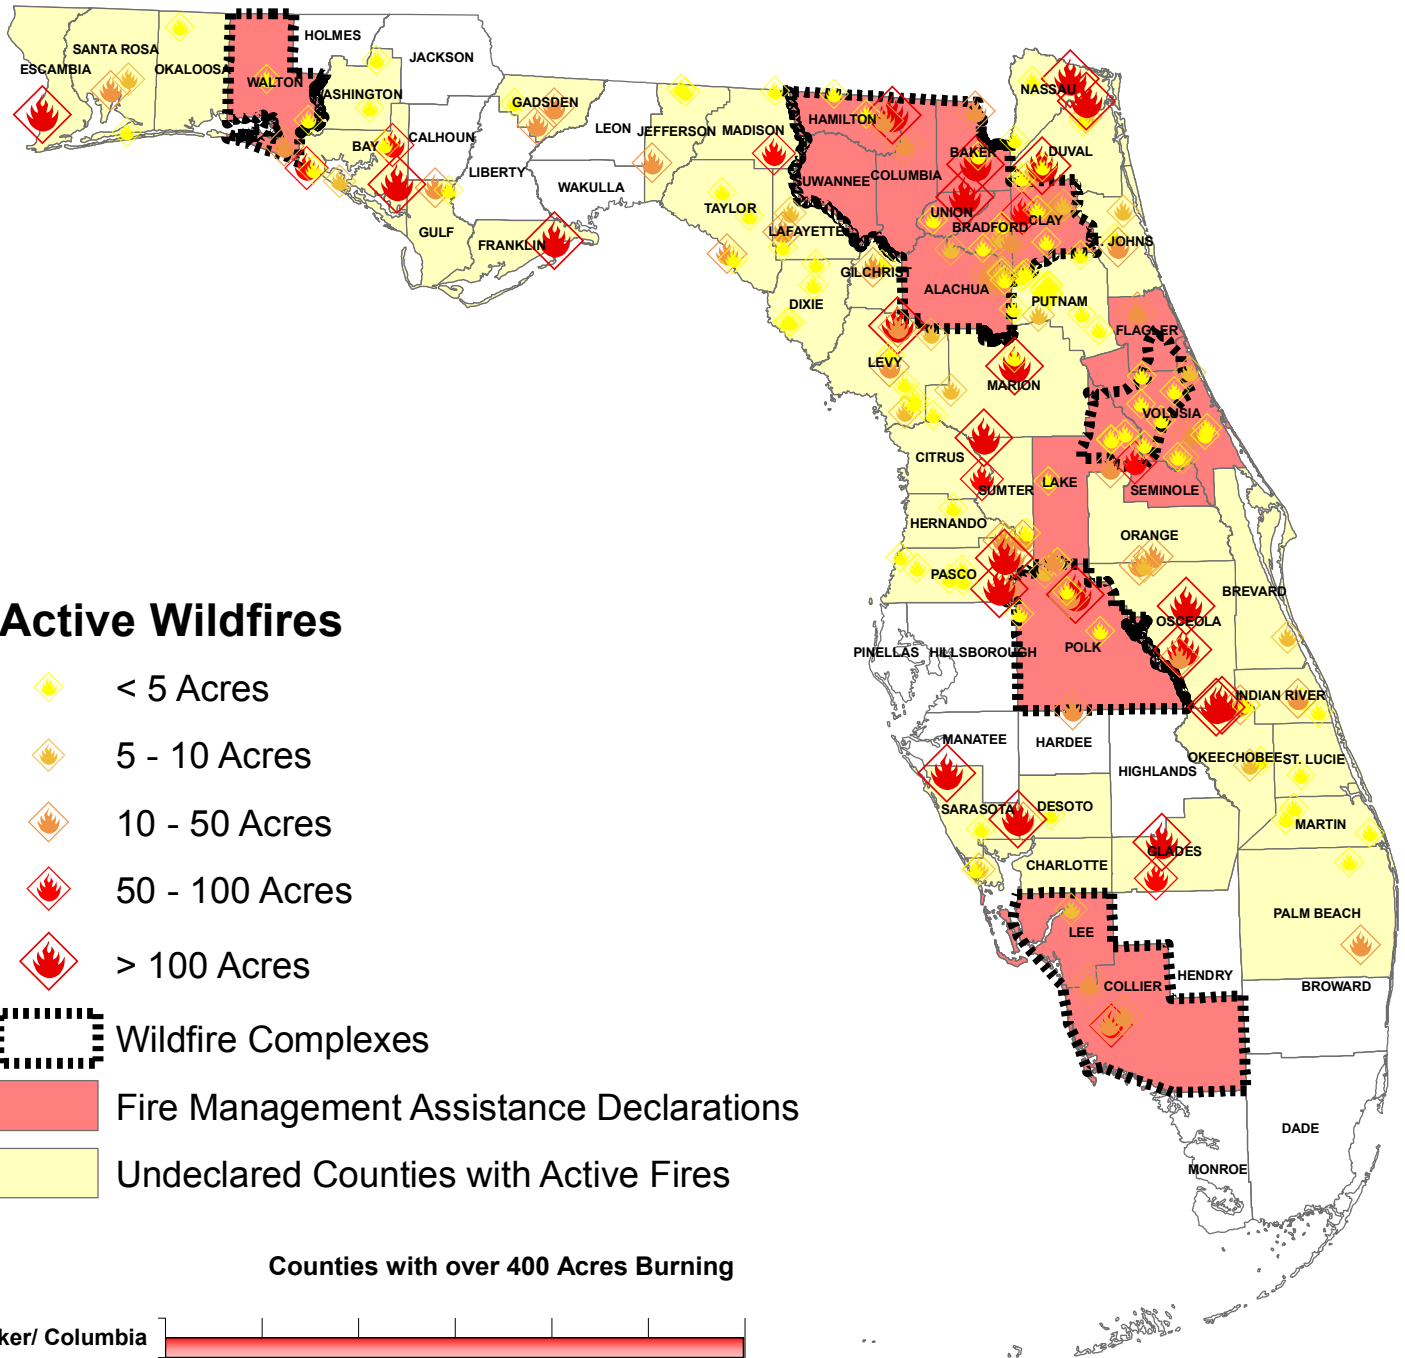 HOLMES
JACKSON
SANTA ROSA
ESCAMBIA
OKALOOSA
WALTON
ASHINGTON
GADSDEN
LEON
JEFFERSON
MADISON
HAMILTON
NASSAU
BAY
CALHOUN
LIBERTY
WAKULLA
BAKER
DUVAL
SUWANNEE
COLUMBIA
TAYLOR
LAFAYETTE
UNION
BRADFORD
CLAY
GULF
FRANKLIN
ST. JOHNS
GILCHRIST
ALACHUA
DIXIE
PUTNAM
FLAGLER
LEVY
MARION
VOLUSIA
CITRUS
SUMTER
LAKE
SEMINOLE
HERNANDO
ORANGE
PASCO
BREVARD
OSCEOLA
PINELLAS
HILLSBOROUGH
POLK
INDIAN RIVER
MANATEE
HARDEE
HIGHLANDS
OKEECHOBEE
ST. LUCIE
SARASOTA
DESOTO
MARTIN
GLADES
CHARLOTTE
PALM BEACH
LEE
HENDRY
COLLIER
BROWARD
DADE
MONROE
Active Wildfires
< 5 Acres
5 - 10 Acres
10 - 50 Acres
50 - 100 Acres
> 100 Acres
Wildfire Complexes
Fire Management Assistance Declarations
Undeclared Counties with Active Fires
Counties with over 400 Acres Burning
ker/ Columbia